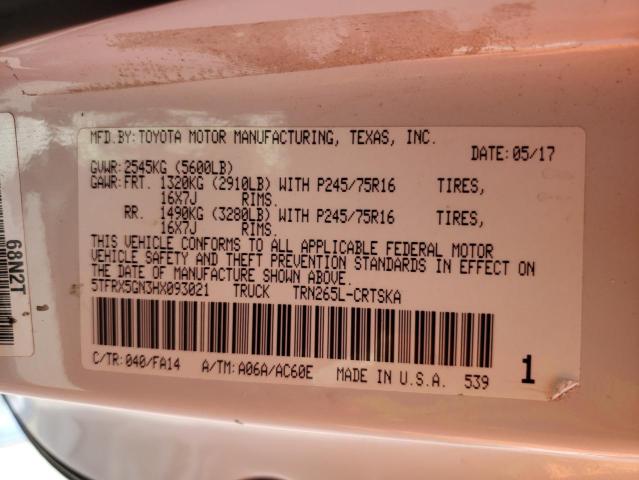 MFD.BY:TOYOTA MOTOR MANUFACTURING, TEXAS, INC.
DATE:05/17
GVWR:2545KG (5600LB)
GAWR:FRT. 1320KG (2910LB) WITH P245/75R16 TIRES,
16X7J RIMS.
RR. 1490KG (3280LB) WITH P245/75R16 TIRES,
16X7J RIMS.
THIS VEHICLE CONFORMS TO ALL APPLICABLE FEDERAL MOTOR
VEHICLE SAFETY AND THEFT PREVENTION STANDARDS IN EFFECT ON
THE DATE OF MANUFACTURE SHOWN ABOVE.
5TFRX5GN3HX093021 TRUCK TRN265L-CRTSKA
C/TR:040/FA14 A/TM:A06A/AC60E MADE IN U.S.A. 539 1
68N2T